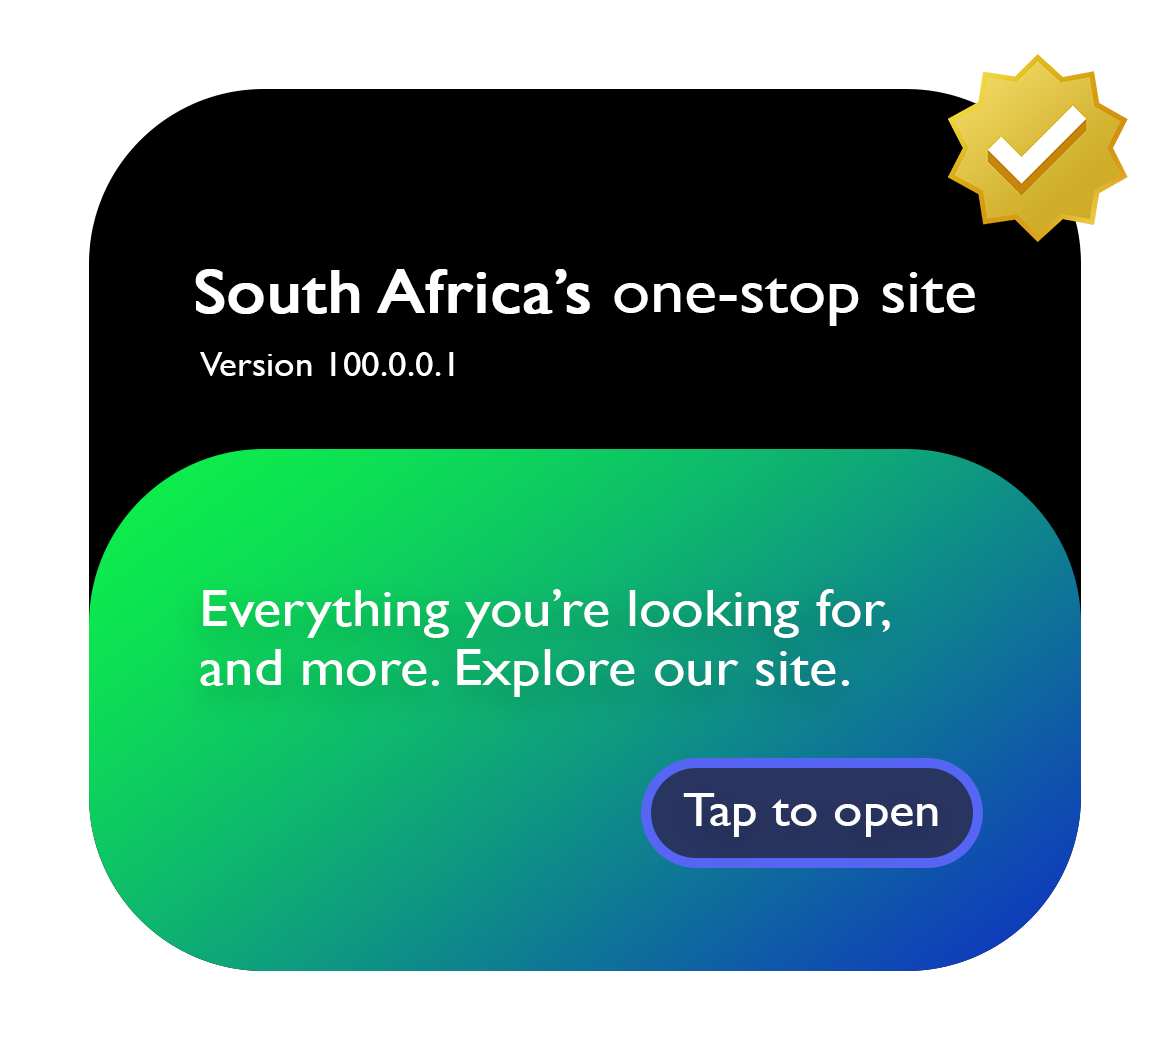 South Africa’s one-stop site
Version 100.0.0.1
Everything you’re looking for,
and more. Explore our site.
Tap to open